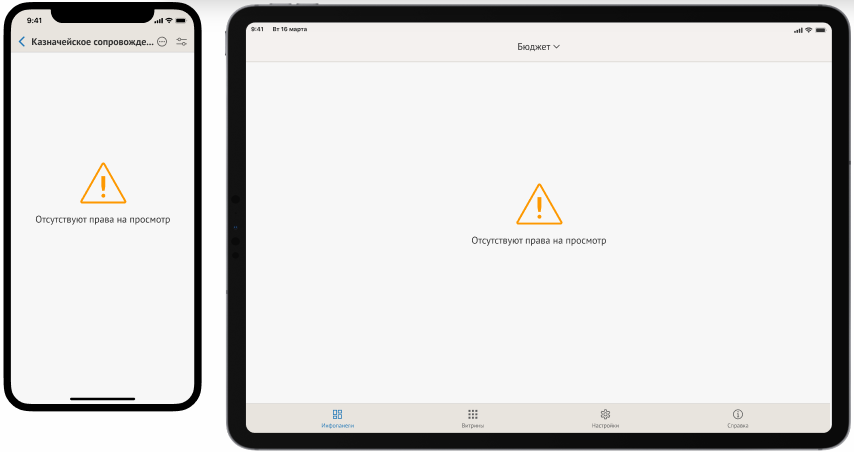 9:41
Казначейское сопровожде...
Отсутствуют права на просмотр
9:41 Вт 16 марта
Бюджет
Отсутствуют права на просмотр
Инфопанели
Витрины
Настройки
Справка